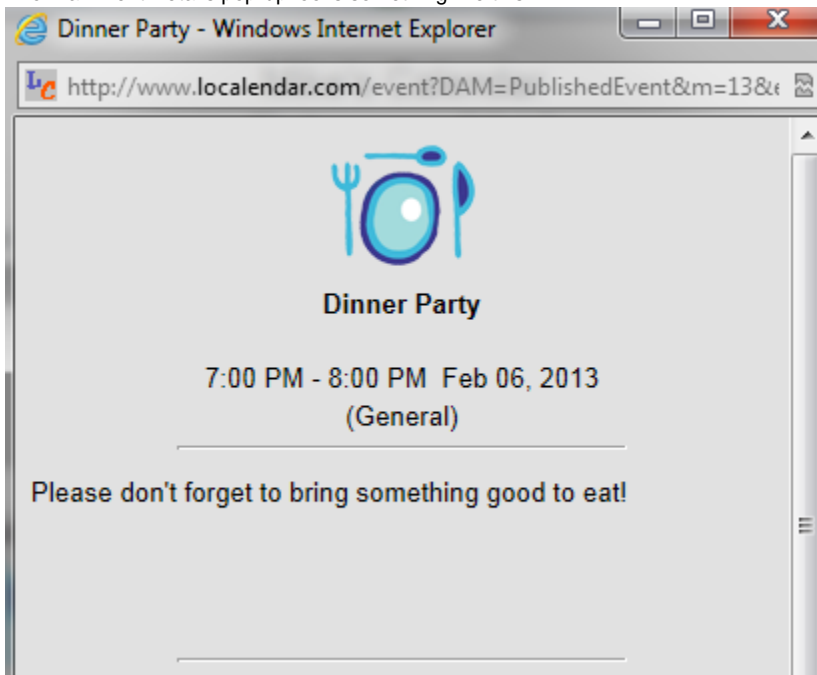 Dinner Party - Windows Internet Explorer
LC http://www.localendar.com/event?DAM=PublishedEvent&m=13&e
Dinner Party
7:00 PM - 8:00 PM Feb 06, 2013
(General)
Please don't forget to bring something good to eat!